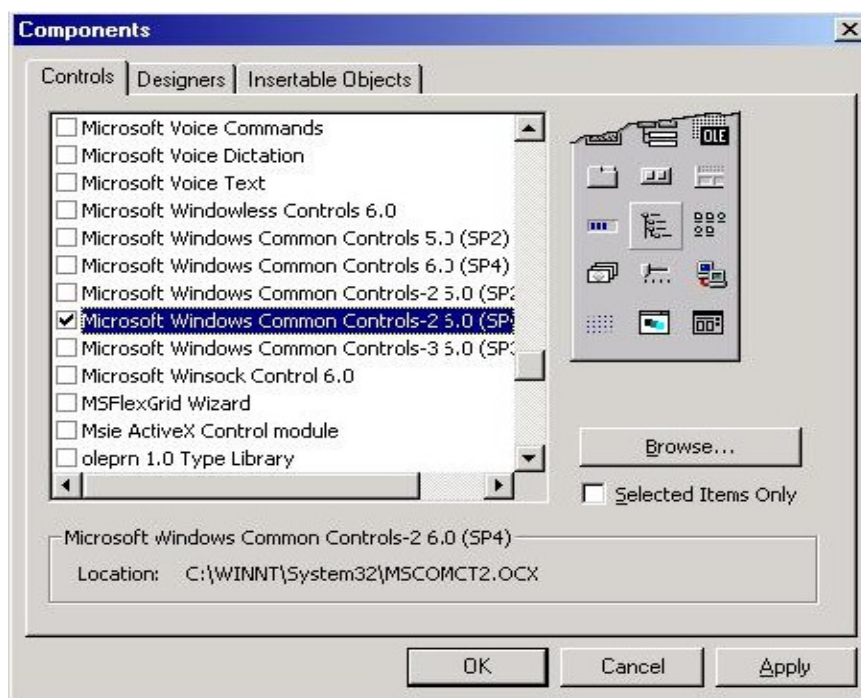 Components
Controls
Designers
Insertable Objects
Microsoft Voice Commands
Microsoft Voice Dictation
Microsoft Voice Text
Microsoft Windowless Controls 6.0
Microsoft Windows Common Controls 5.0 (SP2)
Microsoft Windows Common Controls 6.0 (SP4)
Microsoft Windows Common Controls-2 5.0 (SP2
Microsoft Windows Common Controls-2 6.0 (SP
Microsoft Windows Common Controls-3 6.0 (SP
Microsoft Winsock Control 6.0
MSFlexGrid Wizard
Msie ActiveX Control module
oleprn 1.0 Type Library
OLE
Browse...
Selected Items Only
Microsoft Windows Common Controls-2 6.0 (SP4)
Location: C:\WINNT\System32\MSCOMCT2.OCX
OK
Cancel
Apply